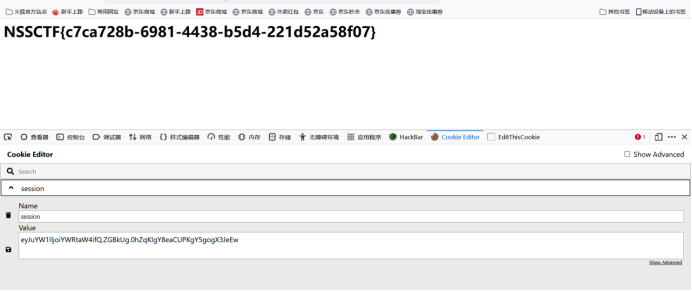 火狐官方站点 新手上路 常用网址 京东商城 新手上路 京东商城 京东商城 京东商城 外卖红包 京东 京东秒杀 京东优惠券 淘宝优惠券 其他书签 移动设备上的书签
NSSCTF{c7ca728b-6981-4438-b5d4-221d52a58f07}
查看器 控制台 调试器 网络 样式编辑器 性能 内存 存储 无障碍环境 应用程序 HackBar Cookie Editor EditThisCookie 1
Cookie Editor Show Advanced
Search
session
Name
session
Value
eyJuYW1lIjoiYWRtaW4ifQ.ZGBkUg.0hZqKIgYBeaCUPKgY5gogX3JeEw
Show Advanced